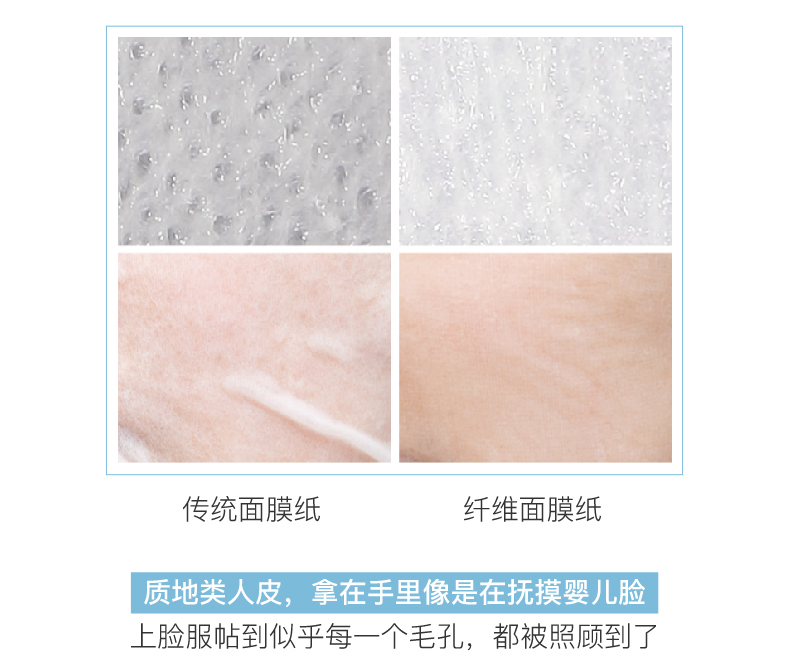 传统面膜纸
纤维面膜纸
质地类人皮，拿在手里像是在抚摸婴儿脸
上脸服帖到似乎每一个毛孔，都被照顾到了